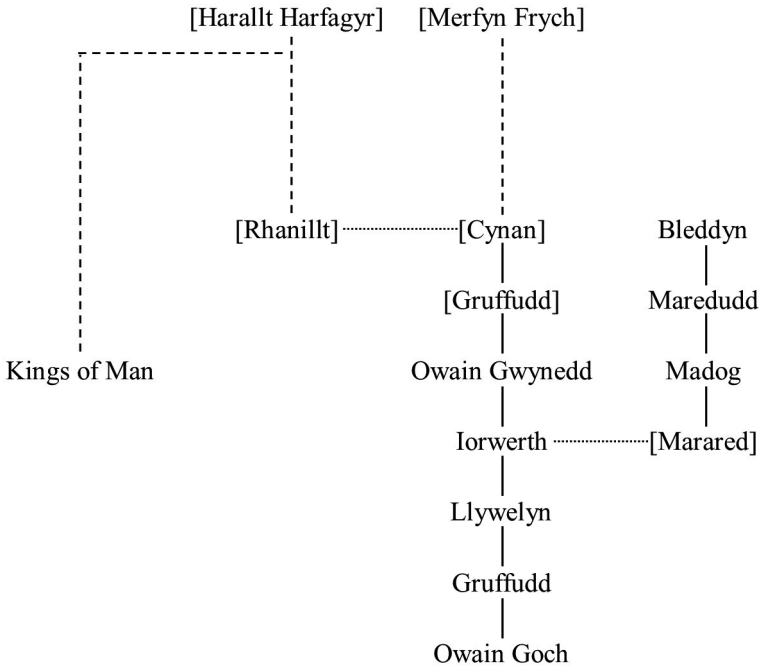 [Harallt Harfagyr] [Merfyn Frych]
[Rhanillt] [Cynan] Bleddyn
[Gruffudd] Maredudd
Kings of Man Owain Gwynedd Madog
Iorwerth [Marared]
Llywelyn
Gruffudd
Owain Goch